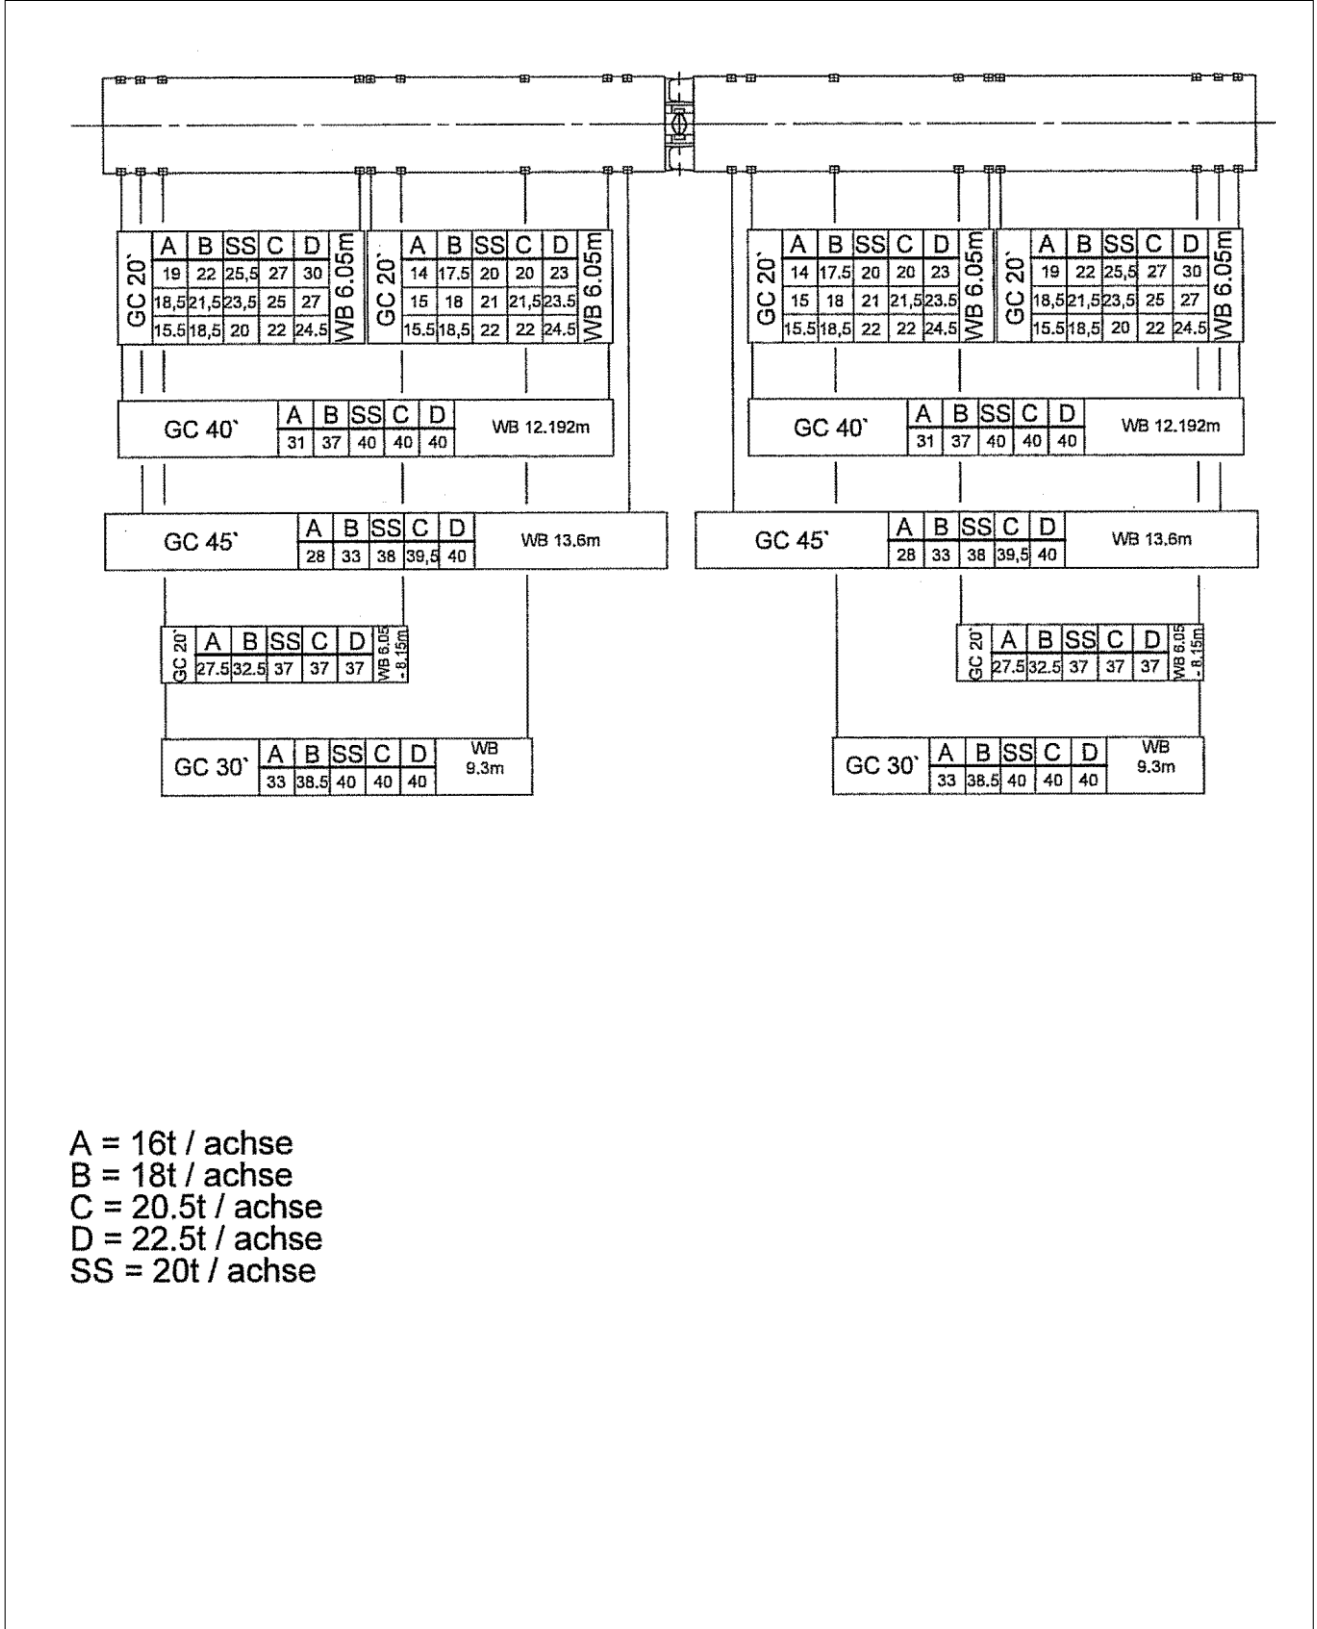 GC 20` A B SS C D WB 6.05m GC 20` A B SS C D WB 6.05m GC 20` A B SS C D WB 6.05m GC 20` A B SS C D WB 6.05m
19 22 25,5 27 30 14 17.5 20 20 23 14 17.5 20 20 23 19 22 25,5 27 30
18,5 21,5 23,5 25 27 15 18 21 21,5 23.5 15 18 21 21,5 23.5 18,5 21,5 23,5 25 27
15.5 18,5 20 22 24.5 15.5 18,5 22 22 24.5 15.5 18,5 22 22 24.5 15.5 18,5 20 22 24.5
GC 40` A B SS C D WB 12.192m GC 40` A B SS C D WB 12.192m
31 37 40 40 40 31 37 40 40 40
GC 45` A B SS C D WB 13.6m GC 45` A B SS C D WB 13.6m
28 33 38 39,5 40 28 33 38 39,5 40
GC 20` A B SS C D WB 6.05 - 8.15m GC 20` A B SS C D WB 6.05 - 8.15m
27.5 32.5 37 37 37 27.5 32.5 37 37 37
GC 30` A B SS C D WB 9.3m GC 30` A B SS C D WB 9.3m
33 38.5 40 40 40 33 38.5 40 40 40
A = 16t / achse
B = 18t / achse
C = 20.5t / achse
D = 22.5t / achse
SS = 20t / achse